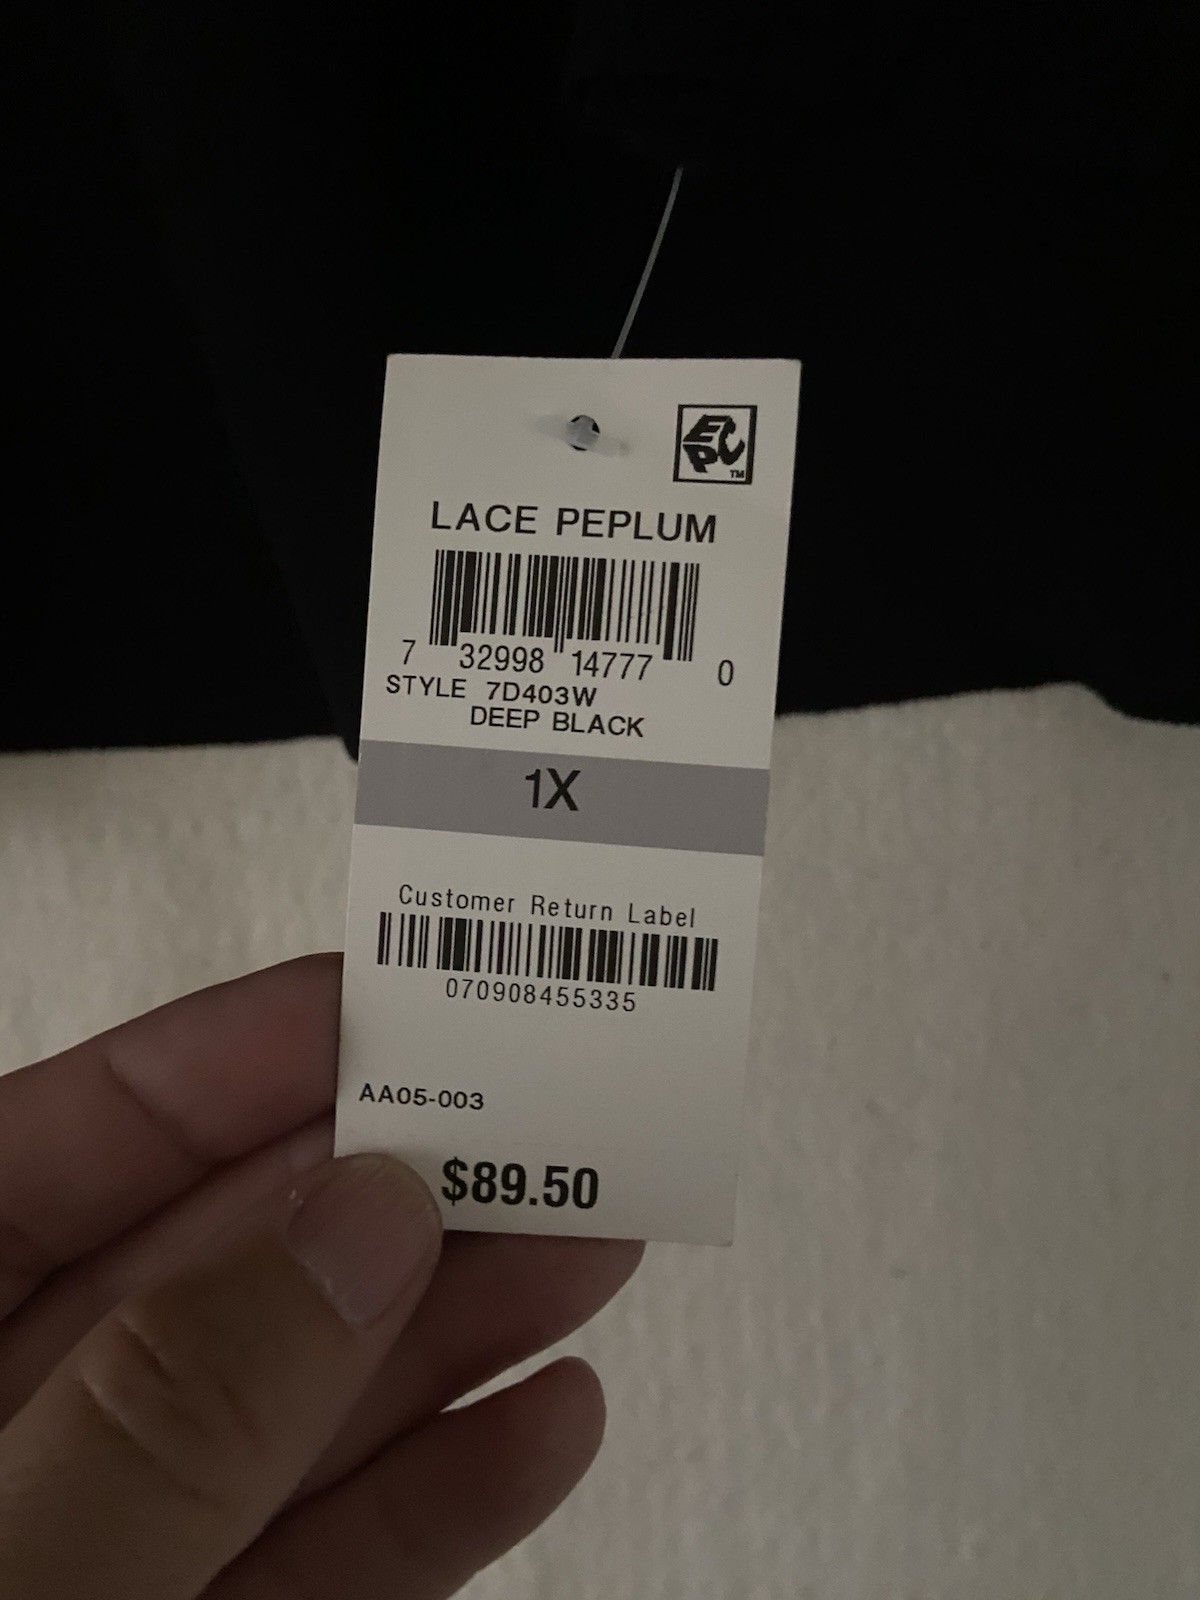 EPC™
LACE PEPLUM
7 32998 14777 0
STYLE 7D403W
DEEP BLACK
1X
Customer Return Label
070908455335
AA05-003
$89.50